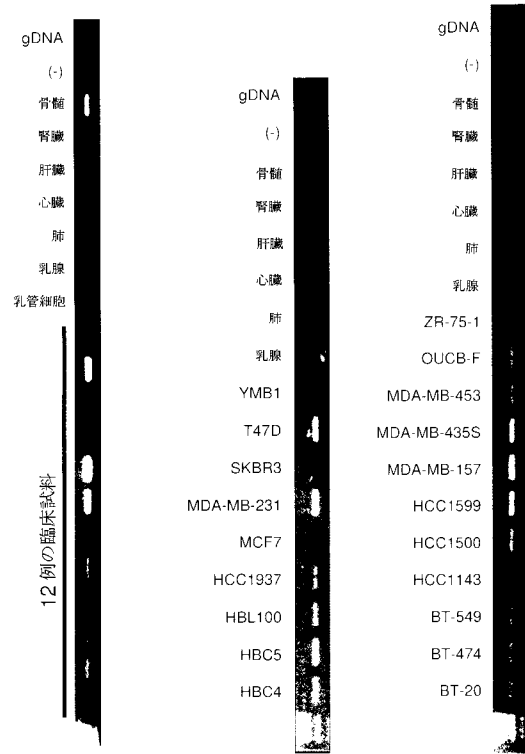 gDNA
(-)
骨髄
腎臓
肝臓
心臓
肺
乳腺
乳管細胞
12例の臨床試料
gDNA
(-)
骨髄
腎臓
肝臓
心臓
肺
乳腺
YMB1
T47D
SKBR3
MDA-MB-231
MCF7
HCC1937
HBL100
HBC5
HBC4
gDNA
(-)
骨髄
腎臓
肝臓
心臓
肺
乳腺
ZR-75-1
OUCB-F
MDA-MB-453
MDA-MB-435S
MDA-MB-157
HCC1599
HCC1500
HCC1143
BT-549
BT-474
BT-20